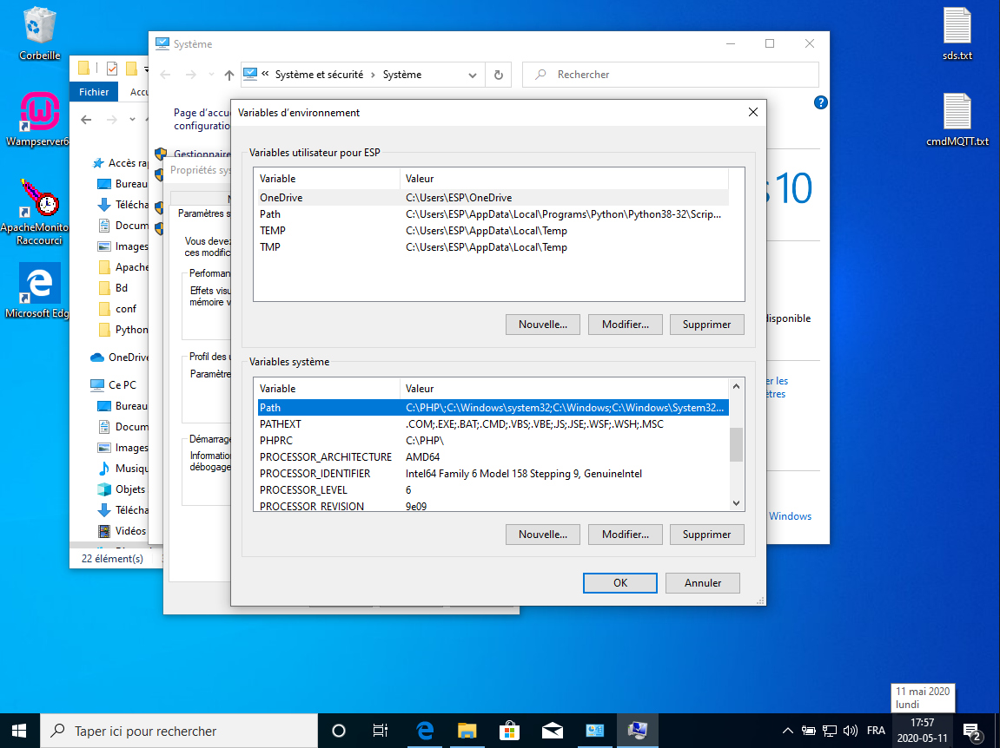 Corbeille
Wampserver6
ApacheMonito
Raccourci
Microsoft Edg
sds.txt
cmdMQTT.txt
Fichier
Accu
Accès ra
Bureau
Téléch
Docum
Images
Apache
Bd
conf
Python
OneDrive
Ce PC
Bureau
Docum
Images
Musiqu
Objets
Téléch
Vidéos
22 élément(s)
Système
Système et sécurité
Système
Rechercher
Page d'accu
configuratio
Gestionnaire
10
disponible
er les
ètres
Windows
Propriétés sys
Paramètres s
Vous devez
ces modific
Performan
Effets visu
mémoire v
Profil des u
Paramètre
Démarrage
Information
débogage
Variables d'environnement
Variables utilisateur pour ESP
Variable Valeur
OneDrive C:\Users\ESP\OneDrive
Path C:\Users\ESP\AppData\Local\Programs\Python\Python38-32\Scrip...
TEMP C:\Users\ESP\AppData\Local\Temp
TMP C:\Users\ESP\AppData\Local\Temp
Nouvelle... Modifier... Supprimer
Variables système
Variable Valeur
Path C:\PHP\;C:\Windows\system32;C:\Windows;C:\Windows\System32...
PATHEXT .COM;.EXE;.BAT;.CMD;.VBS;.VBE;.JS;.JSE;.WSF;.WSH;.MSC
PHPRC C:\PHP\
PROCESSOR_ARCHITECTURE AMD64
PROCESSOR_IDENTIFIER Intel64 Family 6 Model 158 Stepping 9, GenuineIntel
PROCESSOR_LEVEL 6
PROCESSOR_REVISION 9e09
Nouvelle... Modifier... Supprimer
OK Annuler
11 mai 2020
lundi
Taper ici pour rechercher
FRA
17:57
2020-05-11
2